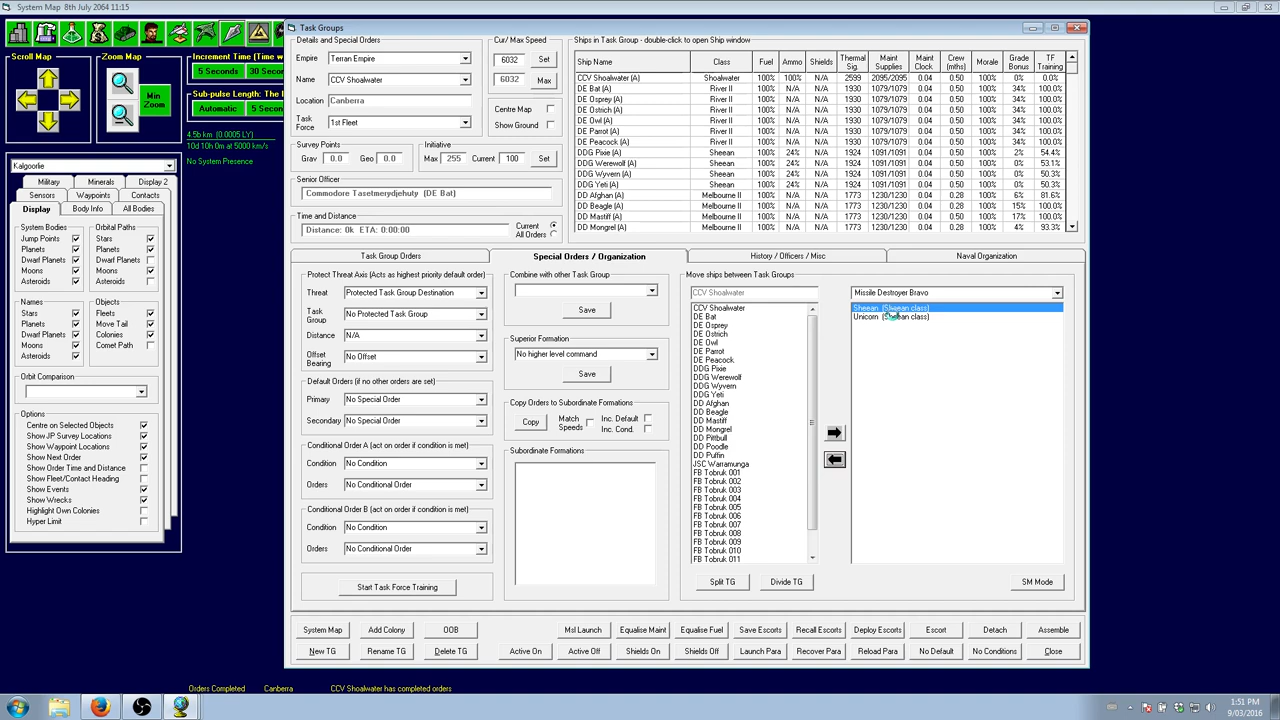 System Map 8th July 2064 11:15
Scroll Map
Zoom Map
Min
Zoom
Increment Time (Time w
5 Seconds
30 Secon
Sub-pulse Length: The l
Automatic
5 Secon
4.5b km (0.0005 LY)
10d 10h 0m at 5000 km/s
No System Presence
Kalgoorlie
Military
Minerals
Display 2
Sensors
Waypoints
Contacts
Display
Body Info
All Bodies
System Bodies
Orbital Paths
Jump Points
Stars
Planets
Planets
Dwarf Planets
Dwarf Planets
Moons
Moons
Asteroids
Asteroids
Names
Objects
Stars
Fleets
Planets
Move Tail
Dwarf Planets
Colonies
Moons
Comet Path
Asteroids
Orbit Comparison
Options
Centre on Selected Objects
Show JP Survey Locations
Show Waypoint Locations
Show Next Order
Show Order Time and Distance
Show Fleet/Contact Heading
Show Events
Show Wrecks
Highlight Own Colonies
Hyper Limit
Task Groups
Details and Special Orders
Empire
Terran Empire
Name
CCV Shoalwater
Location
Canberra
Task
Force
1st Fleet
Cur/ Max Speed
6032
Set
6032
Max
Centre Map
Show Ground
Survey Points
Grav 0.0 Geo 0.0
Initiative
Max 255 Current 100 Set
Senior Officer
Commodore Tasetmerydjehuty (DE Bat)
Time and Distance
Distance: 0k ETA: 0:00:00
Current
All Orders
Ships in Task Group - double-click to open Ship window
Ship Name Class Fuel Ammo Shields Thermal Sig. Maint Supplies Maint Clock Crew (mths) Morale Grade Bonus TF Training
CCV Shoalwater (A) Shoalwater 100% 100% N/A 2599 2095/2095 0.04 0.50 100% 0% 0.0%
DE Bat (A) River II 100% N/A N/A 1930 1079/1079 0.04 0.50 100% 34% 100.0%
DE Osprey (A) River II 100% N/A N/A 1930 1079/1079 0.04 0.50 100% 34% 100.0%
DE Ostrich (A) River II 100% N/A N/A 1930 1079/1079 0.04 0.50 100% 34% 100.0%
DE Owl (A) River II 100% N/A N/A 1930 1079/1079 0.04 0.50 100% 34% 100.0%
DE Parrot (A) River II 100% N/A N/A 1930 1079/1079 0.04 0.50 100% 34% 100.0%
DE Peacock (A) River II 100% N/A N/A 1930 1079/1079 0.04 0.50 100% 34% 100.0%
DDG Pixie (A) Sheean 100% 24% N/A 1924 1091/1091 0.04 0.50 100% 2% 54.4%
DDG Werewolf (A) Sheean 100% 24% N/A 1924 1091/1091 0.04 0.50 100% 0% 53.1%
DDG Wyvern (A) Sheean 100% 24% N/A 1924 1091/1091 0.04 0.50 100% 0% 50.3%
DDG Yeti (A) Sheean 100% 24% N/A 1924 1091/1091 0.04 0.50 100% 0% 50.3%
DD Afghan (A) Melbourne II 100% N/A N/A 1773 1230/1230 0.04 0.28 100% 6% 81.6%
DD Beagle (A) Melbourne II 100% N/A N/A 1773 1230/1230 0.04 0.28 100% 15% 100.0%
DD Mastiff (A) Melbourne II 100% N/A N/A 1773 1230/1230 0.04 0.28 100% 17% 100.0%
DD Mongrel (A) Melbourne II 100% N/A N/A 1773 1230/1230 0.04 0.28 100% 4% 93.3%
Task Group Orders
Special Orders / Organization
History / Officers / Misc
Naval Organization
Protect Threat Axis (Acts as highest priority default order)
Threat
Protected Task Group Destination
Task
Group
No Protected Task Group
Distance
N/A
Offset
Bearing
No Offset
Default Orders (if no other orders are set)
Primary
No Special Order
Secondary
No Special Order
Conditional Order A (act on order if condition is met)
Condition
No Condition
Orders
No Conditional Order
Conditional Order B (act on order if condition is met)
Condition
No Condition
Orders
No Conditional Order
Start Task Force Training
Combine with other Task Group
Save
Superior Formation
No higher level command
Save
Copy Orders to Subordinate Formations
Copy
Match
Speeds
Inc. Default
Inc. Cond.
Subordinate Formations
Move ships between Task Groups
CCV Shoalwater
CCV Shoalwater
DE Bat
DE Osprey
DE Ostrich
DE Owl
DE Parrot
DE Peacock
DDG Pixie
DDG Werewolf
DDG Wyvern
DDG Yeti
DD Afghan
DD Beagle
DD Mastiff
DD Mongrel
DD Pittbull
DD Poodle
DD Puffin
JSC Warramunga
FB Tobruk 001
FB Tobruk 002
FB Tobruk 003
FB Tobruk 004
FB Tobruk 005
FB Tobruk 006
FB Tobruk 007
FB Tobruk 008
FB Tobruk 009
FB Tobruk 010
FB Tobruk 011
Missile Destroyer Bravo
Sheean (Sheean class)
Unicorn (Sheean class)
Split TG
Divide TG
SM Mode
System Map
Add Colony
OOB
Msl Launch
Equalise Maint
Equalise Fuel
Save Escorts
Recall Escorts
Deploy Escorts
Escort
Detach
Assemble
New TG
Rename TG
Delete TG
Active On
Active Off
Shields On
Shields Off
Launch Para
Recover Para
Reload Para
No Default
No Conditions
Close
Orders Completed Canberra CCV Shoalwater has completed orders
1:51 PM
9/03/2016